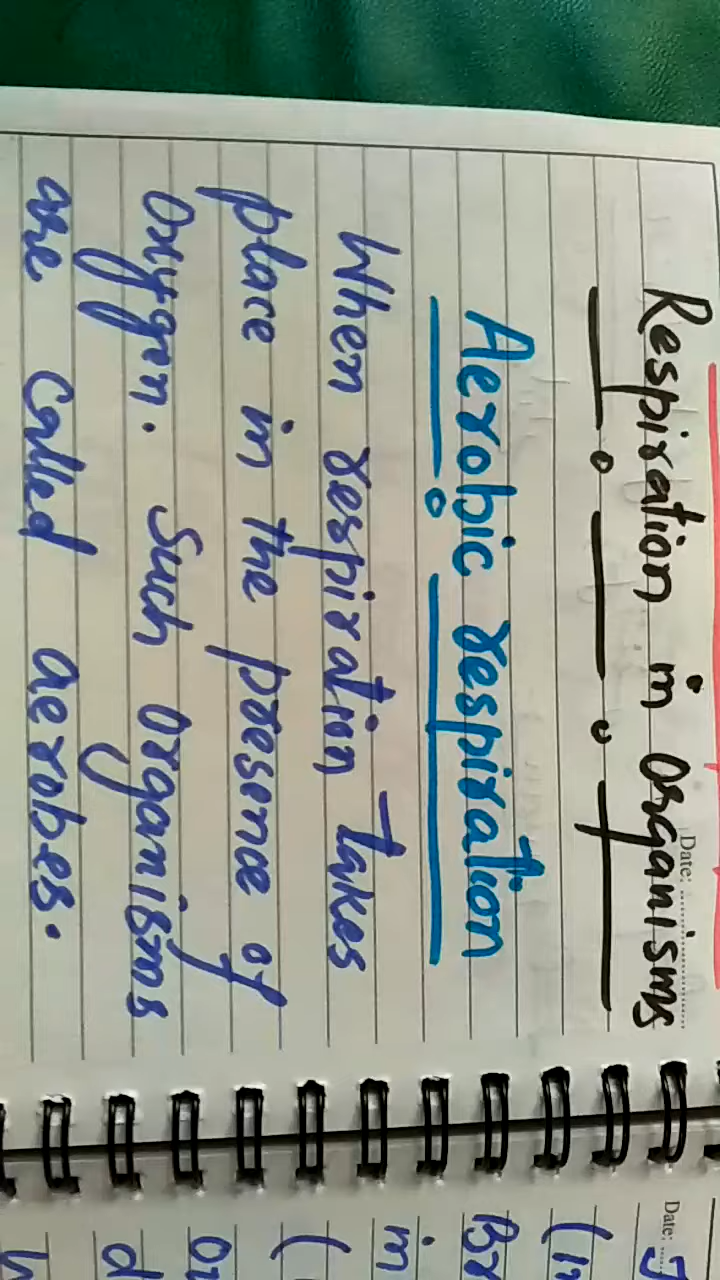 Date:
Respiration in Organisms
Aerobic respiration
When respiration takes
place in the presence of
Oxygen. Such organisms
are called aerobes.
Date: